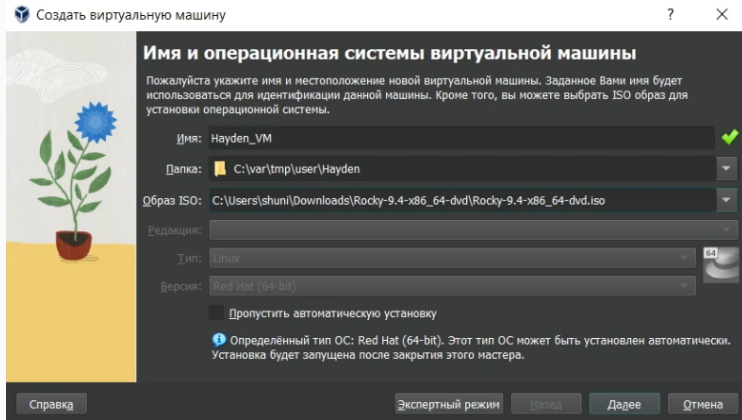 Создать виртуальную машину
?
Имя и операционная системы виртуальной машины
Пожалуйста укажите имя и местоположение новой виртуальной машины. Заданное Вами имя будет
использоваться для идентификации данной машины. Кроме того, вы можете выбрать ISO образ для
установки операционной системы.
Имя: Hayden_VM
Папка: C:\var\tmp\user\Hayden
Образ ISO: C:\Users\shuni\Downloads\Rocky-9.4-x86_64-dvd\Rocky-9.4-x86_64-dvd.iso
Редакция:
Тип: Linux
64
Версия: Red Hat (64-bit)
Пропустить автоматическую установку
Определённый тип ОС: Red Hat (64-bit). Этот тип ОС может быть установлен автоматически.
Установка будет запущена после закрытия этого мастера.
Справка Экспертный режим Назад Далее Отмена